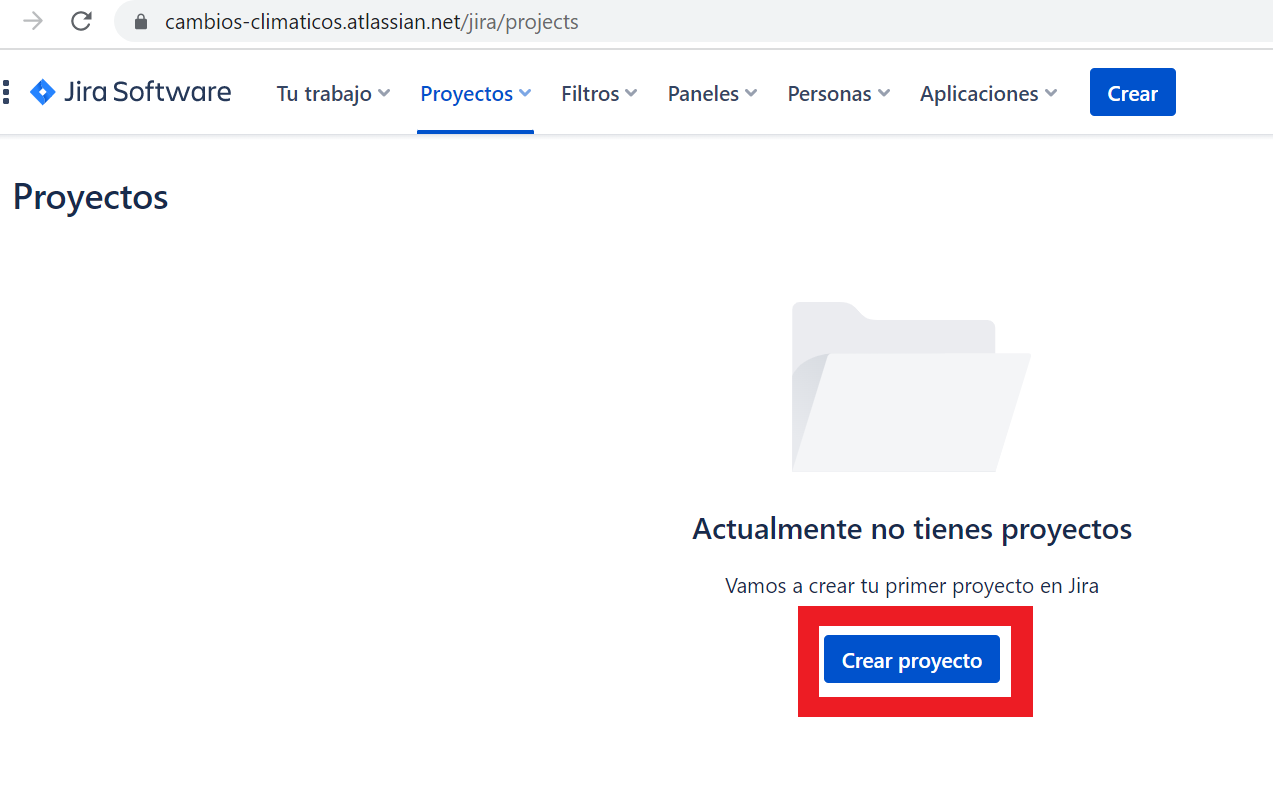 cambios-climaticos.atlassian.net/jira/projects
Jira Software Tu trabajo Proyectos Filtros Paneles Personas Aplicaciones Crear
Proyectos
Actualmente no tienes proyectos
Vamos a crear tu primer proyecto en Jira
Crear proyecto